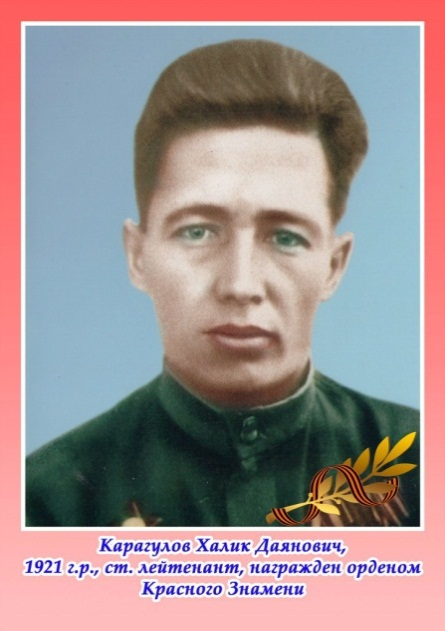 Карагулов Халик Даянович,
1921 г.р., ст. лейтенант, награжден орденом
Красного Знамени